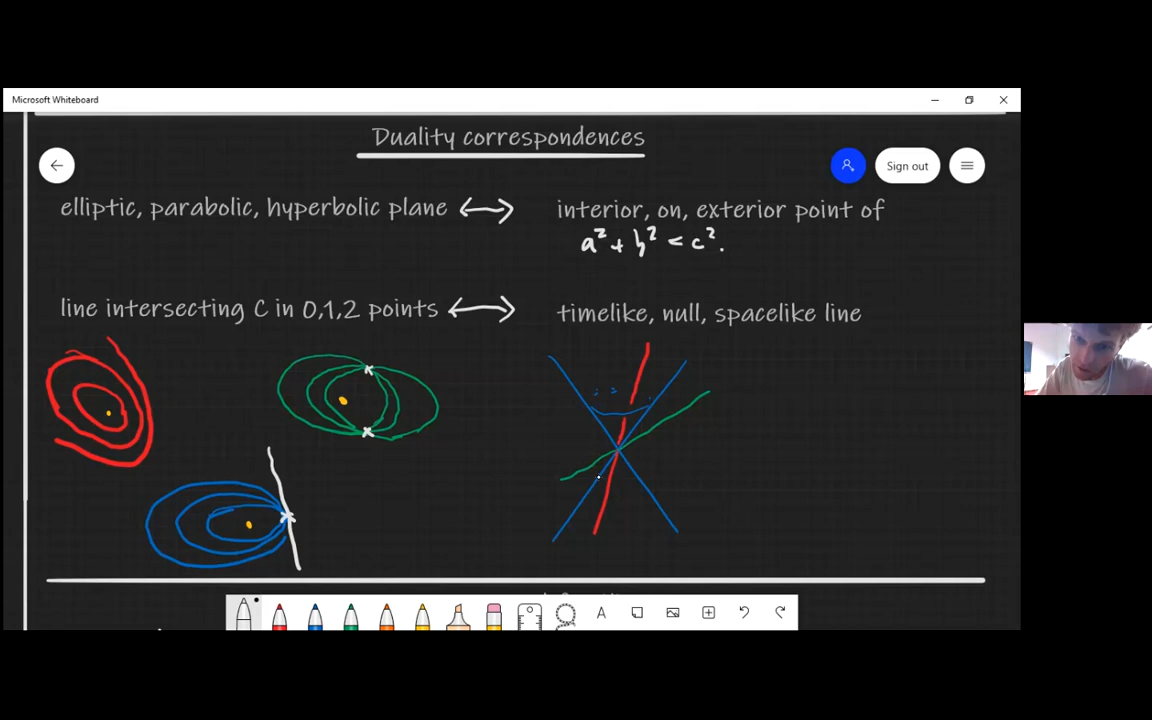 Microsoft Whiteboard
Duality correspondences
Sign out
elliptic, parabolic, hyperbolic plane ⟷ interior, on, exterior point of
a² + b² < c².
line intersecting C in 0,1,2 points ⟷ timelike, null, spacelike line
A